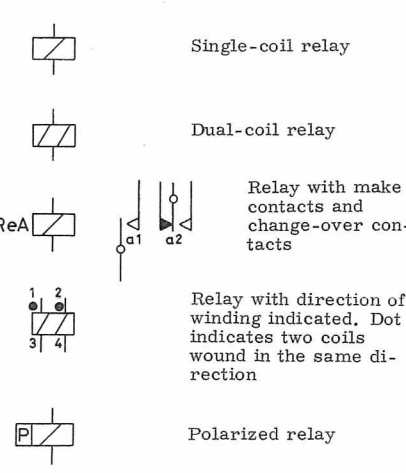 Single-coil relay
Dual-coil relay
ReA
a1 a2
Relay with make
contacts and
change-over con-
tacts
1 2
3 4
Relay with direction of
winding indicated. Dot
indicates two coils
wound in the same di-
rection
P
Polarized relay